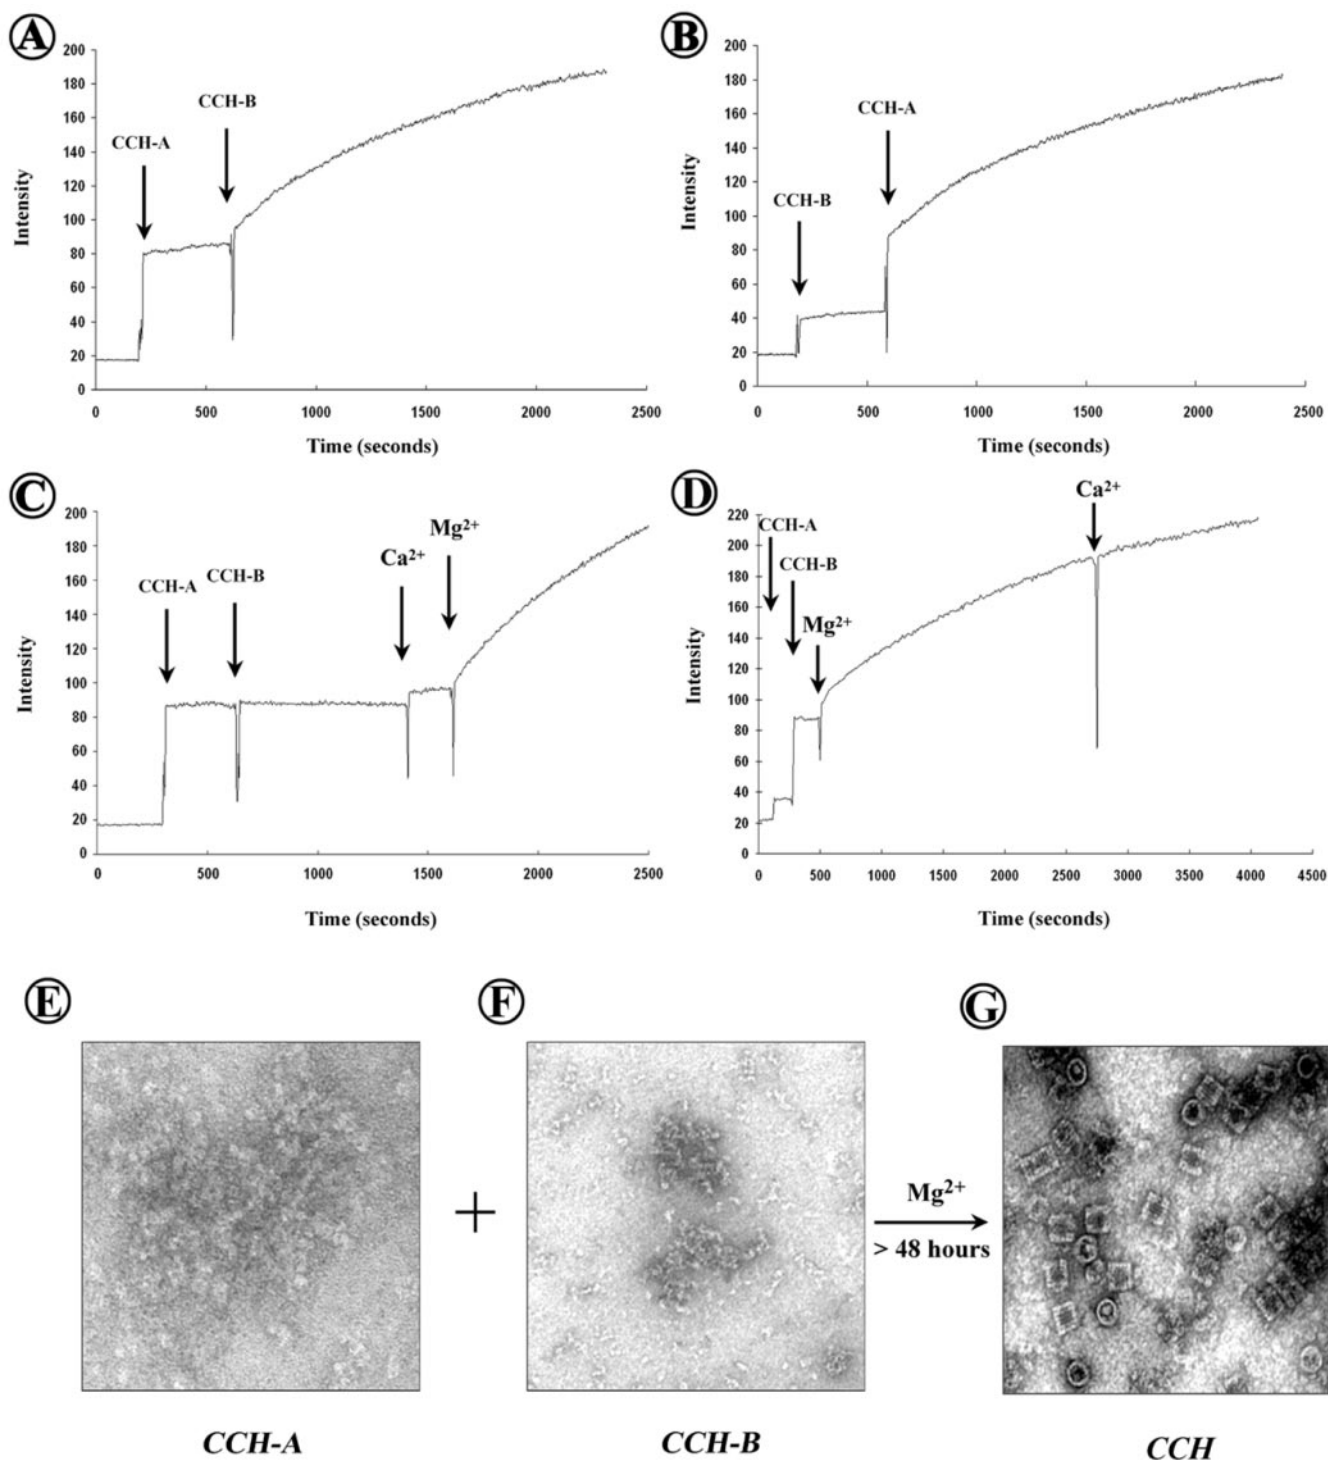 A
200
180
160
140
120
100
80
60
40
20
0
Intensity
CCH-A
CCH-B
0 500 1000 1500 2000 2500
Time (seconds)
B
200
180
160
140
120
100
80
60
40
20
0
Intensity
CCH-B
CCH-A
0 500 1000 1500 2000 2500
Time (seconds)
C
200
180
160
140
120
100
80
60
40
20
0
Intensity
CCH-A
CCH-B
Ca²⁺
Mg²⁺
0 500 1000 1500 2000 2500
Time (seconds)
D
220
200
180
160
140
120
100
80
60
40
20
0
Intensity
CCH-A
CCH-B
Mg²⁺
Ca²⁺
0 500 1000 1500 2000 2500 3000 3500 4000 4500
Time (seconds)
E
F
G
+
Mg²⁺
> 48 hours
CCH-A
CCH-B
CCH